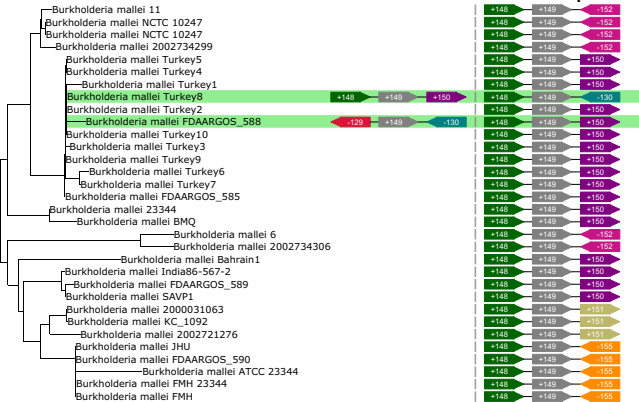 Burkholderia mallei 11 +148 +149 -152
Burkholderia mallei NCTC 10247 +148 +149 -152
Burkholderia mallei NCTC 10247 +148 +149 -152
Burkholderia mallei 2002734299 +148 +149 -152
Burkholderia mallei Turkey5 +148 +149 +150
Burkholderia mallei Turkey4 +148 +149 +150
Burkholderia mallei Turkey1 +148 +149 +150
Burkholderia mallei Turkey8 +148 +149 +150 +148 +149 -130
Burkholderia mallei Turkey2 +148 +149 +150
Burkholderia mallei FDAARGOS_588 -129 +149 -130 +148 +149 +150
Burkholderia mallei Turkey10 +148 +149 +150
Burkholderia mallei Turkey3 +148 +149 +150
Burkholderia mallei Turkey9 +148 +149 +150
Burkholderia mallei Turkey6 +148 +149 +150
Burkholderia mallei Turkey7 +148 +149 +150
Burkholderia mallei FDAARGOS_585 +148 +149 +150
Burkholderia mallei 23344 +148 +149 +150
Burkholderia mallei BMQ +148 +149 +150
Burkholderia mallei 6 +148 +149 -152
Burkholderia mallei 2002734306 +148 +149 -152
Burkholderia mallei Bahrain1 +148 +149 +150
Burkholderia mallei India86-567-2 +148 +149 +150
Burkholderia mallei FDAARGOS_589 +148 +149 +150
Burkholderia mallei SAVP1 +148 +149 +150
Burkholderia mallei 2000031063 +148 +149 +151
Burkholderia mallei KC_1092 +148 +149 +151
Burkholderia mallei 2002721276 +148 +149 +151
Burkholderia mallei JHU +148 +149 -155
Burkholderia mallei FDAARGOS_590 +148 +149 -155
Burkholderia mallei ATCC 23344 +148 +149 -155
Burkholderia mallei FMH 23344 +148 +149 -155
Burkholderia mallei FMH +148 +149 -155